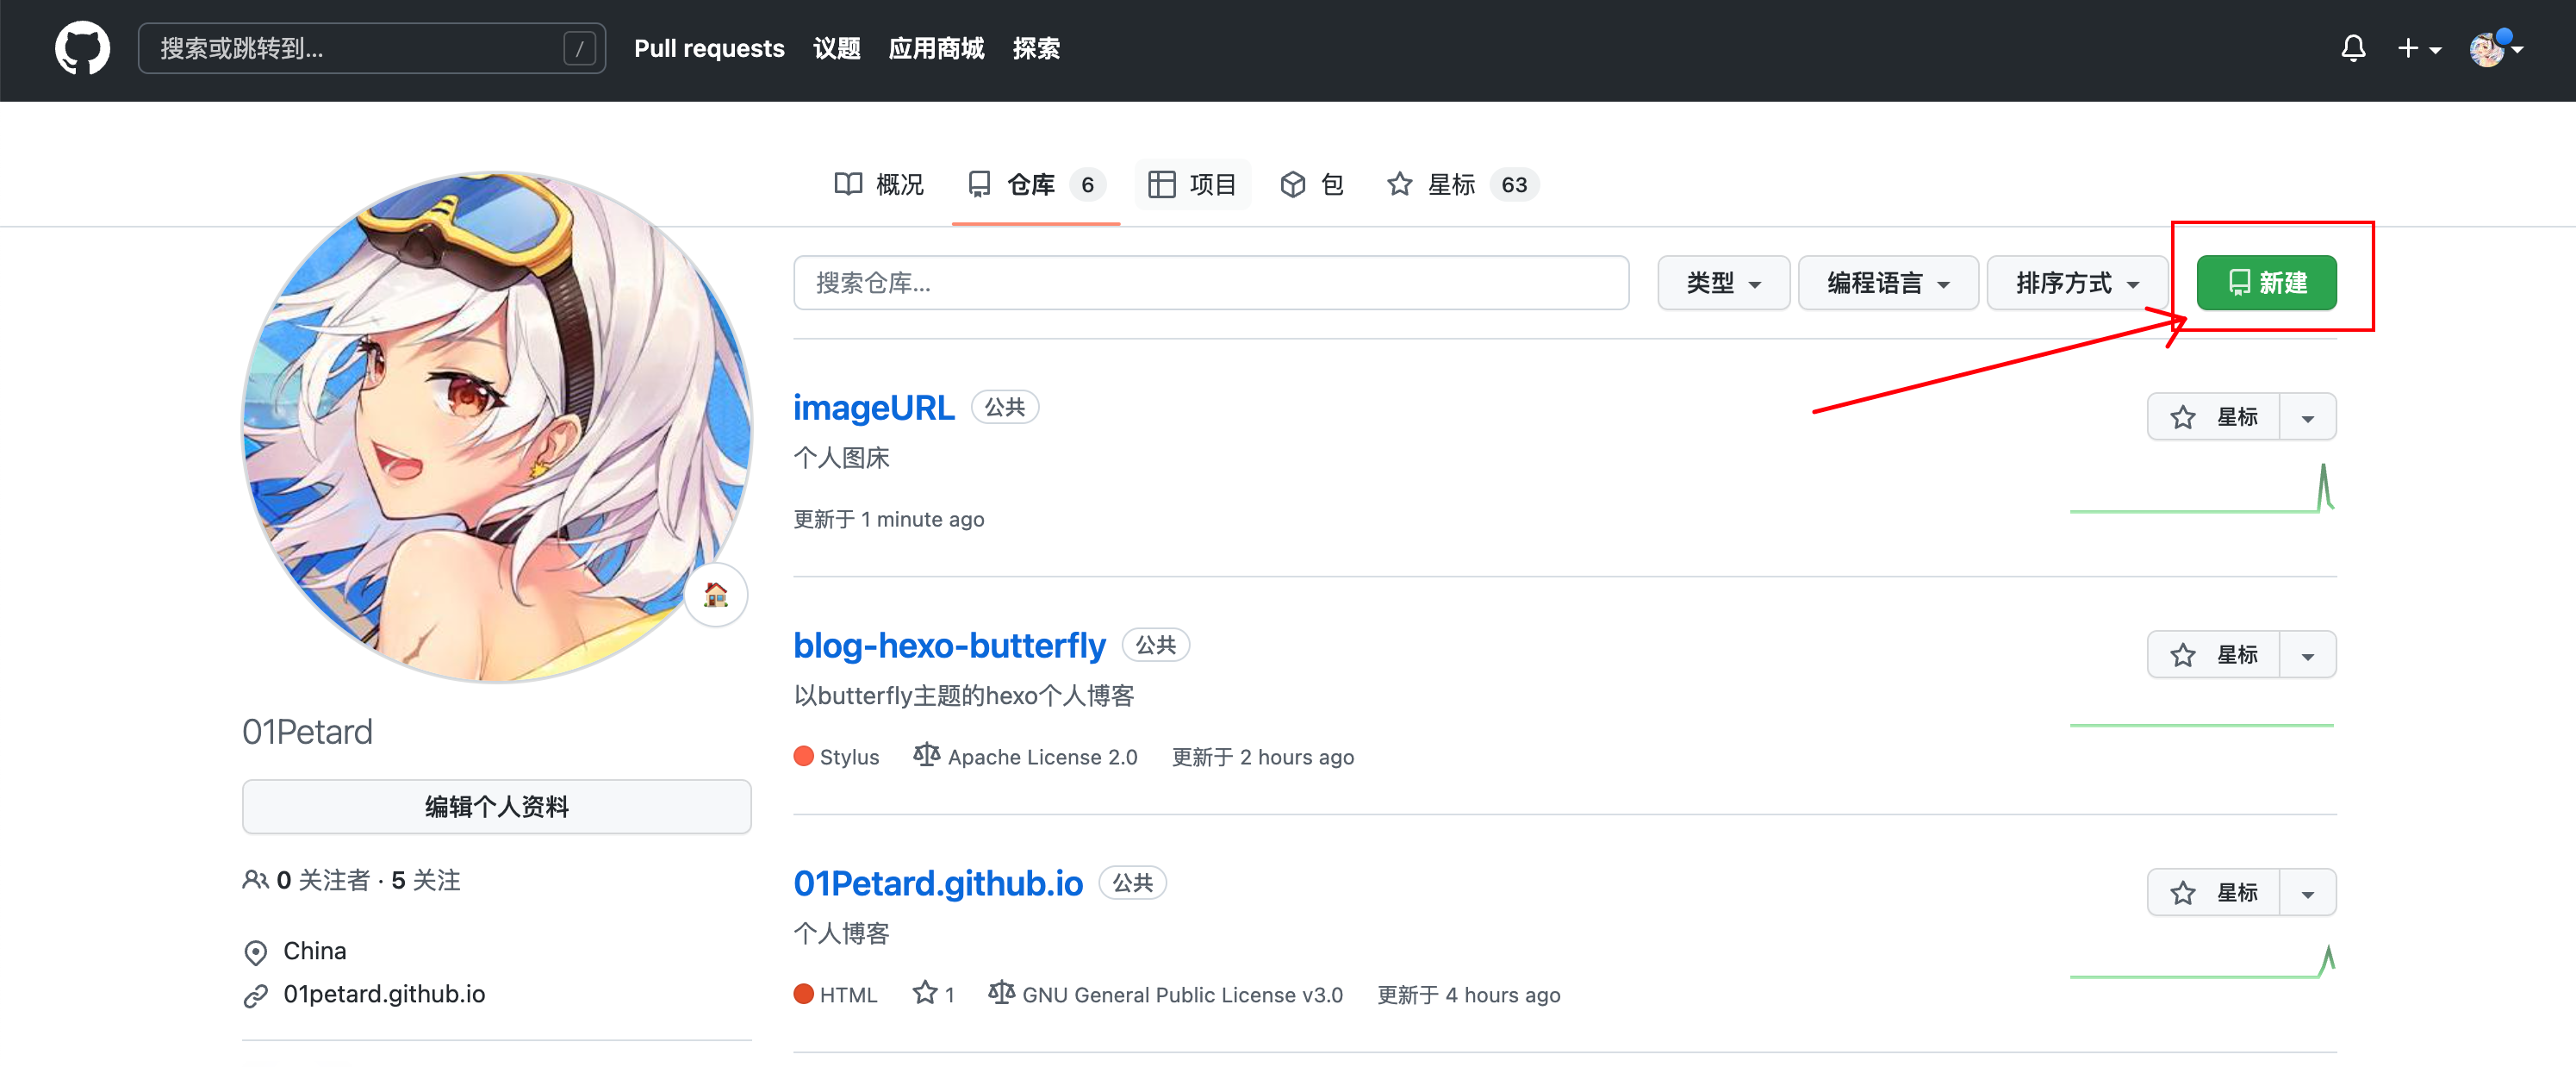 搜索或跳转到... / Pull requests 议题 应用商城 探索
概况 仓库 6 项目 包 星标 63
搜索仓库... 类型 编程语言 排序方式 新建
imageURL 公共 星标
个人图床
更新于 1 minute ago
blog-hexo-butterfly 公共 星标
以butterfly主题的hexo个人博客
Stylus Apache License 2.0 更新于 2 hours ago
01Petard.github.io 公共 星标
个人博客
HTML 1 GNU General Public License v3.0 更新于 4 hours ago
01Petard
编辑个人资料
0 关注者 · 5 关注
China
01petard.github.io